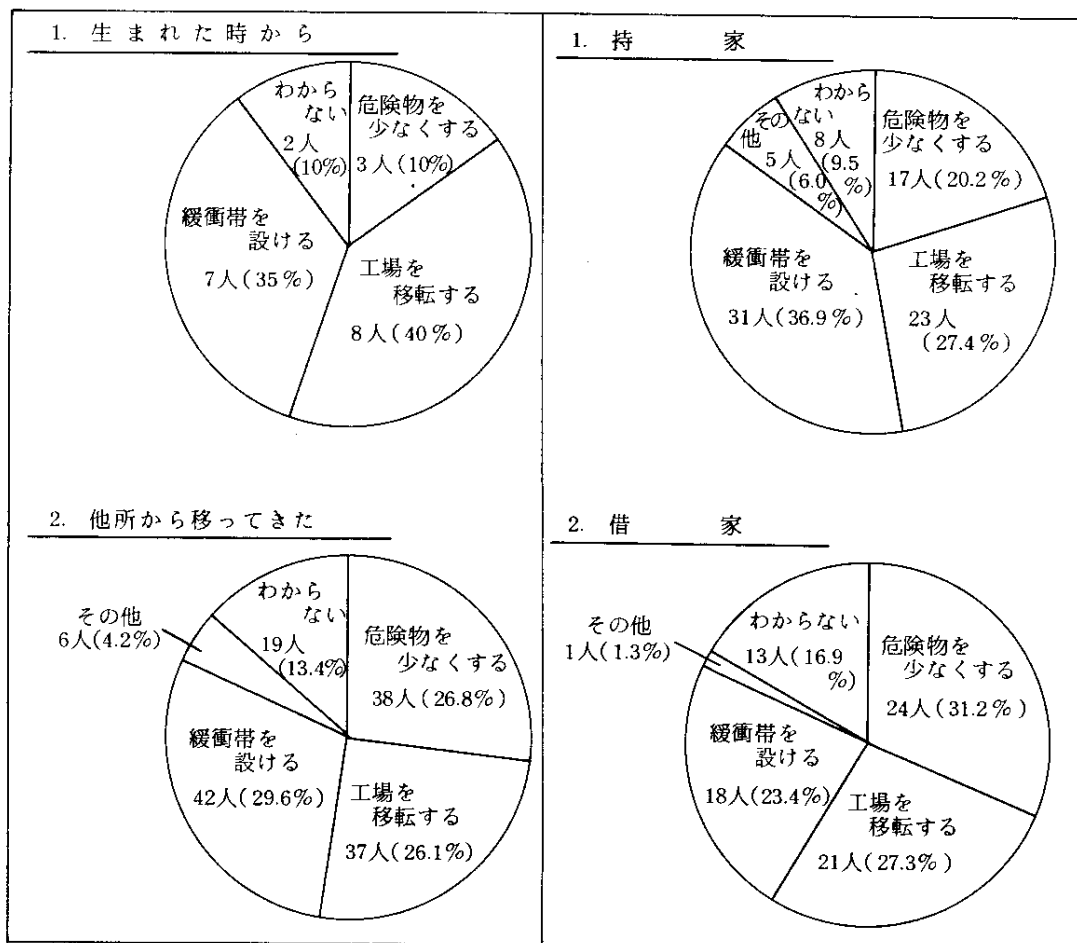 1. 生まれた時から
わから
ない
2人
(10%)
危険物を
少なくする
3人(10%)
緩衝帯を
設ける
7人(35%)
工場を
移転する
8人(40%)
1. 持家
わから
ない
8人
(9.5
%)
その
他
5人
(6.0
%)
危険物を
少なくする
17人(20.2%)
緩衝帯を
設ける
31人(36.9%)
工場を
移転する
23人
(27.4%)
2. 他所から移ってきた
わから
ない
19人
(13.4%)
その他
6人(4.2%)
危険物を
少なくする
38人(26.8%)
緩衝帯を
設ける
42人(29.6%)
工場を
移転する
37人(26.1%)
2. 借家
わからない
13人(16.9
%)
その他
1人(1.3%)
危険物を
少なくする
24人(31.2%)
緩衝帯を
設ける
18人(23.4%)
工場を
移転する
21人(27.3%)